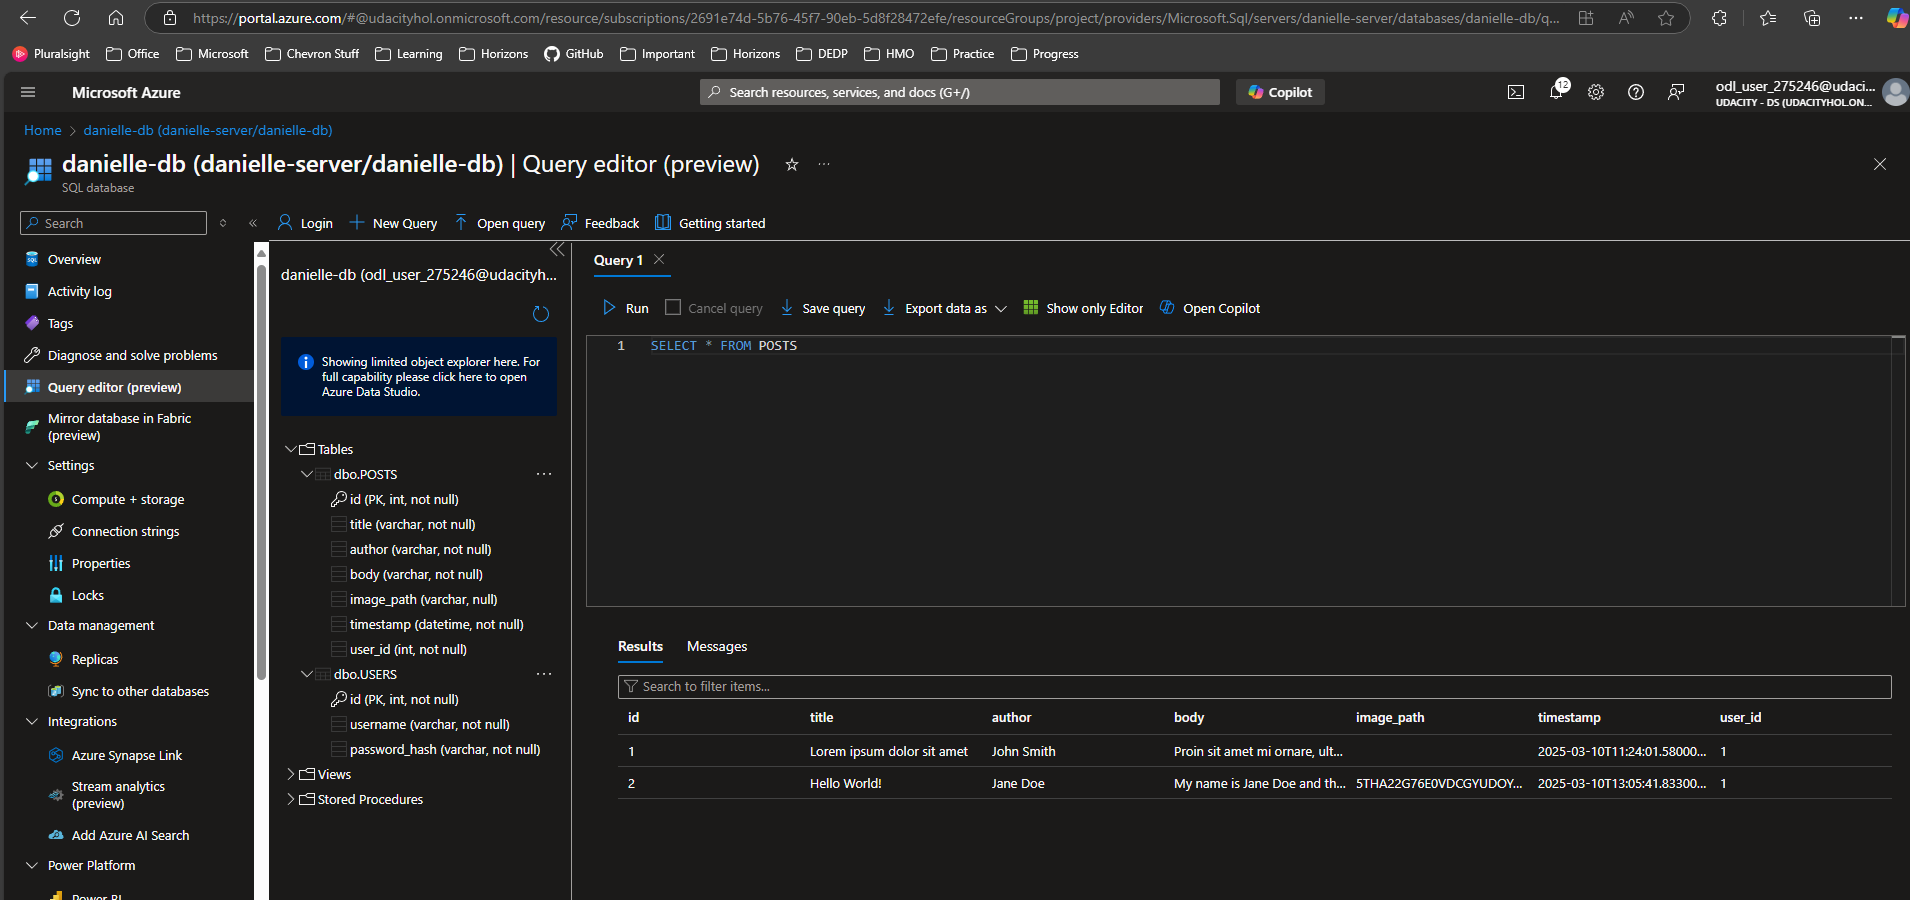 https://portal.azure.com/#@udacityhol.onmicrosoft.com/resource/subscriptions/2691e74d-5b76-45f7-90eb-5d8f28472efe/resourceGroups/project/providers/Microsoft.Sql/servers/danielle-server/databases/danielle-db/q...
Pluralsight Office Microsoft Chevron Stuff Learning Horizons GitHub Important Horizons DEDP HMO Practice Progress
Microsoft Azure
Search resources, services, and docs (G+/)
Copilot
12
odl_user_275246@udaci...
UDACITY - DS (UDACITYHOL.ON...
Home > danielle-db (danielle-server/danielle-db)
danielle-db (danielle-server/danielle-db) | Query editor (preview)
SQL database
Search
Login New Query Open query Feedback Getting started
Overview
Activity log
Tags
Diagnose and solve problems
Query editor (preview)
Mirror database in Fabric
(preview)
Settings
Compute + storage
Connection strings
Properties
Locks
Data management
Replicas
Sync to other databases
Integrations
Azure Synapse Link
Stream analytics
(preview)
Add Azure AI Search
Power Platform
Power BI
danielle-db (odl_user_275246@udacityh...
Showing limited object explorer here. For
full capability please click here to open
Azure Data Studio.
Tables
dbo.POSTS
id (PK, int, not null)
title (varchar, not null)
author (varchar, not null)
body (varchar, not null)
image_path (varchar, null)
timestamp (datetime, not null)
user_id (int, not null)
dbo.USERS
id (PK, int, not null)
username (varchar, not null)
password_hash (varchar, not null)
Views
Stored Procedures
Query 1
Run Cancel query Save query Export data as Show only Editor Open Copilot
1 SELECT * FROM POSTS
Results Messages
Search to filter items...
id title author body image_path timestamp user_id
1 Lorem ipsum dolor sit amet John Smith Proin sit amet mi ornare, ult... 2025-03-10T11:24:01.58000... 1
2 Hello World! Jane Doe My name is Jane Doe and th... 5THA22G76E0VDCGYUDOY... 2025-03-10T13:05:41.83300... 1